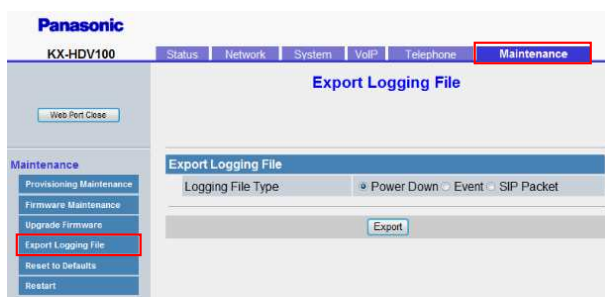 Panasonic
KX-HDV100
Status Network System VoIP Telephone Maintenance
Export Logging File
Web Port Close
Maintenance
Provisioning Maintenance
Firmware Maintenance
Upgrade Firmware
Export Logging File
Reset to Defaults
Restart
Export Logging File
Logging File Type Power Down Event SIP Packet
Export